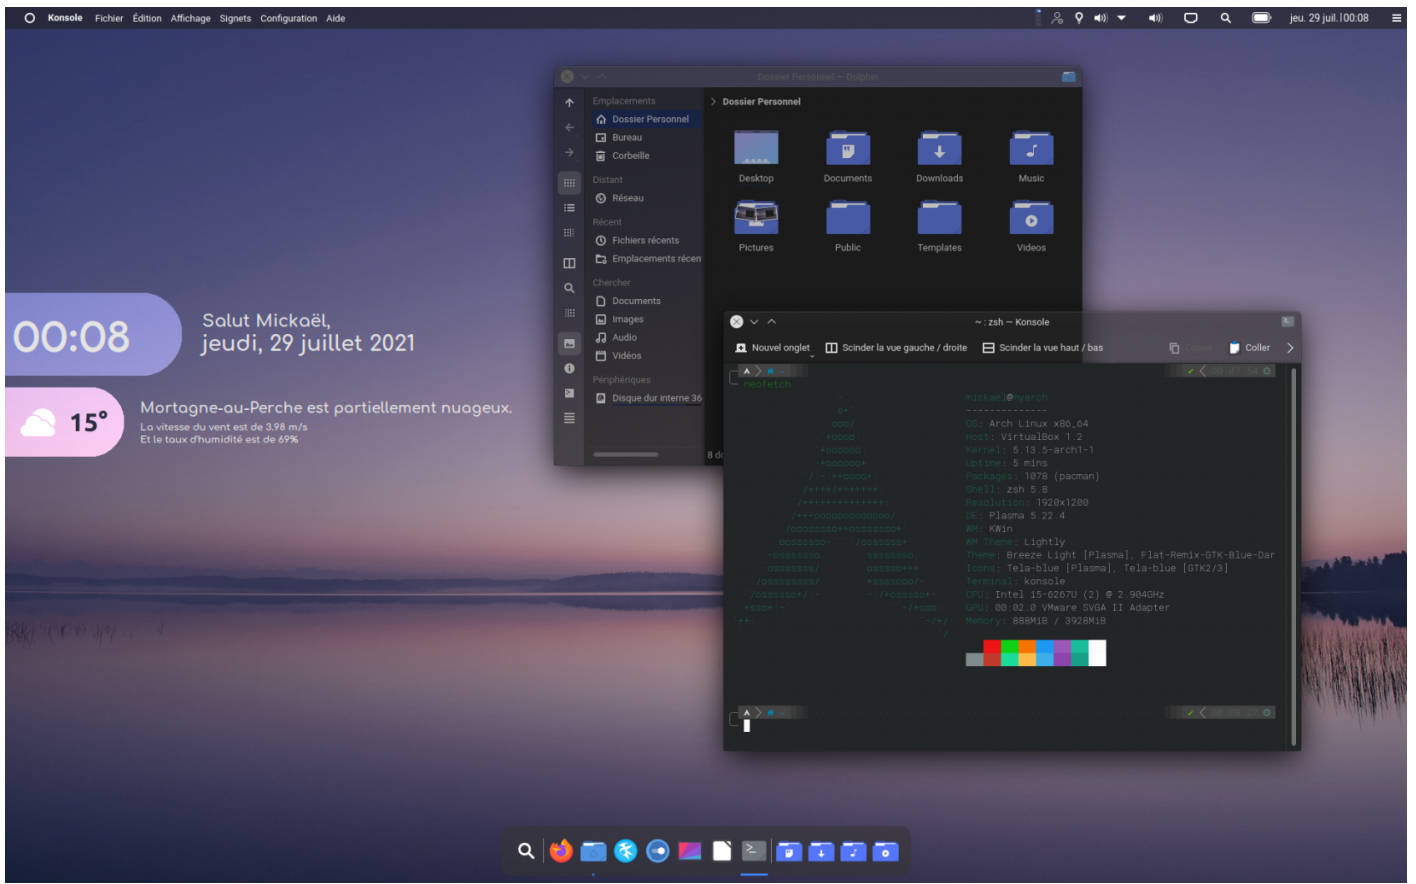 Konsole Fichier Édition Affichage Signets Configuration Aide
jeu. 29 juil. | 00:08
Dossier Personnel — Dolphin
Emplacements
Dossier Personnel
Bureau
Corbeille
Distant
Réseau
Récent
Fichiers récents
Emplacements récen
Chercher
Documents
Images
Audio
Vidéos
Périphériques
Disque dur interne 36
Dossier Personnel
Desktop Documents Downloads Music
Pictures Public Templates Videos
8 do
00:08
Salut Mickaël,
jeudi, 29 juillet 2021
15°
Mortagne-au-Perche est partiellement nuageux.
La vitesse du vent est de 3.98 m/s
Et le taux d'humidité est de 69%
~ : zsh — Konsole
Nouvel onglet Scinder la vue gauche / droite Scinder la vue haut / bas Copier Coller
~ 00:07:54
neofetch
mickael@nyarch
--------------
OS: Arch Linux x86_64
Host: VirtualBox 1.2
Kernel: 5.13.5-arch1-1
Uptime: 5 mins
Packages: 1078 (pacman)
Shell: zsh 5.8
Resolution: 1920x1200
DE: Plasma 5.22.4
WM: KWin
WM Theme: Lightly
Theme: Breeze Light [Plasma], Flat-Remix-GTK-Blue-Dar
Icons: Tela-blue [Plasma], Tela-blue [GTK2/3]
Terminal: konsole
CPU: Intel i5-6267U (2) @ 2.904GHz
GPU: 00:02.0 VMware SVGA II Adapter
Memory: 888MiB / 3928MiB
~